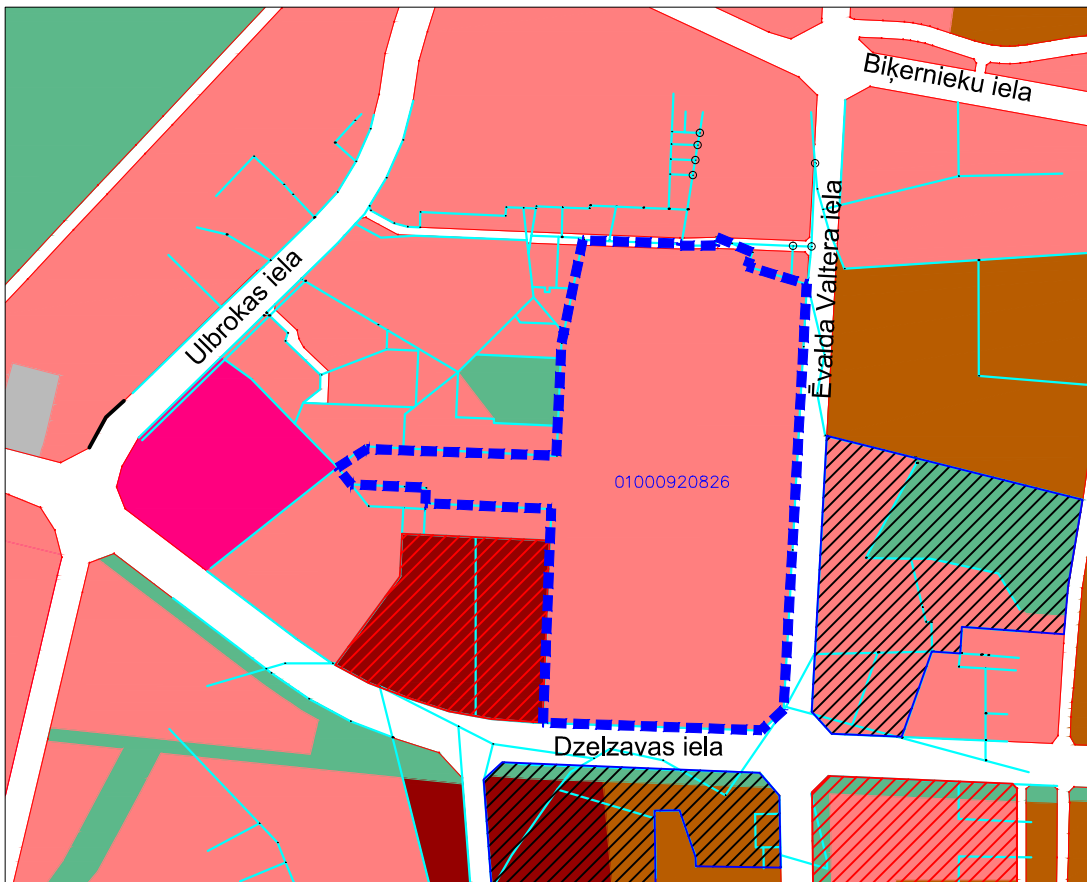 Biķernieku iela
Ēvalda Valtera iela
Ulbrokas iela
01000920826
Dzelzavas iela